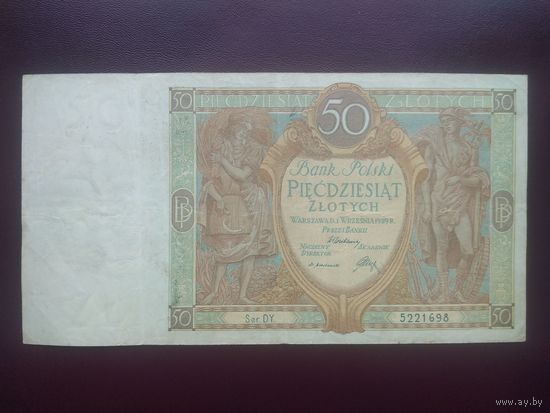 50 PIĘĆDZIESIĄT 50 ZŁOTYCH 50
Bank Polski
PIĘĆDZIESIĄT
ZŁOTYCH
WARSZAWA D. 1 WRZEŚNIA 1929 R.
PREZES BANKU
NACZELNY SKARBNIK
DYREKTOR
BP BP
50 Ser. DY. 5221698 50
www.ay.by